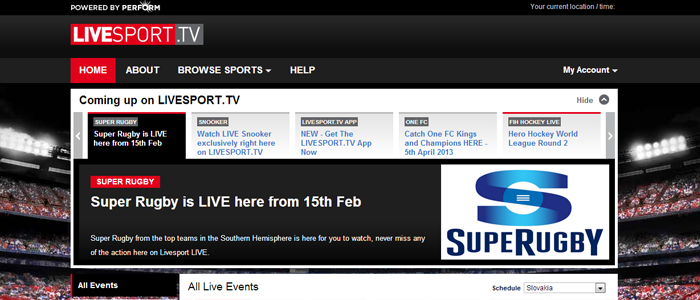 POWERED BY PERFORM
Your current location / time:
LIVESPORT.TV
HOME
ABOUT
BROWSE SPORTS
HELP
My Account
Coming up on LIVESPORT.TV
Hide
SUPER RUGBY
Super Rugby is LIVE
here from 15th Feb
SNOOKER
Watch LIVE Snooker
exclusively right here
on LIVESPORT.TV
LIVESPORT.TV APP
NEW - Get The
LIVESPORT.TV App
Now
ONE FC
Catch One FC Kings
and Champions HERE -
5th April 2013
FIH HOCKEY LIVE
Hero Hockey World
League Round 2
SUPER RUGBY
Super Rugby is LIVE here from 15th Feb
Super Rugby from the top teams in the Southern Hemisphere is here for you to watch, never miss any
of the action here on Livesport LIVE.
SUPERUGBY
All Events
All Live Events
Schedule
Slovakia